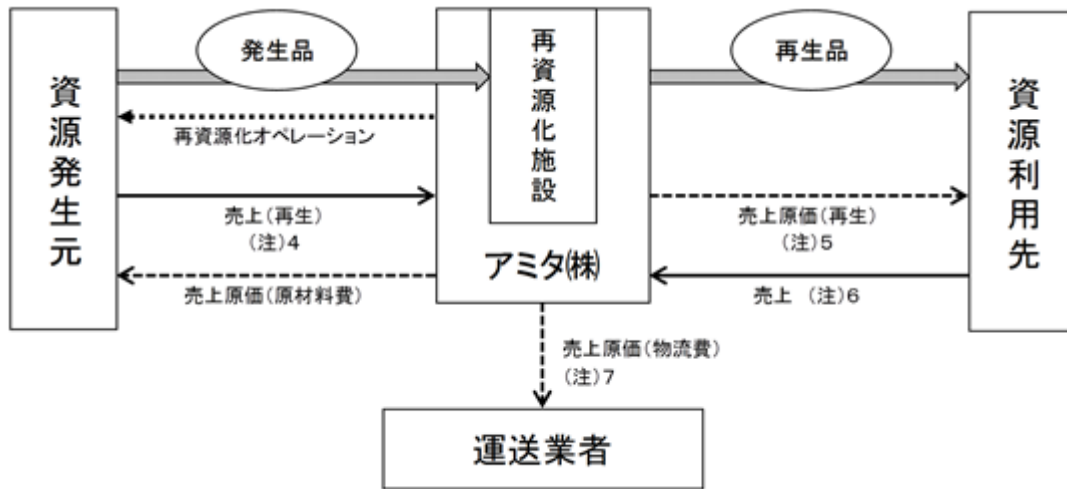 発生品
再生品
資源発生元
再資源化施設
資源利用先
再資源化オペレーション
売上(再生)
(注)4
売上原価(再生)
(注)5
アミタ㈱
売上原価(原材料費)
売上 (注)6
売上原価(物流費)
(注)7
運送業者